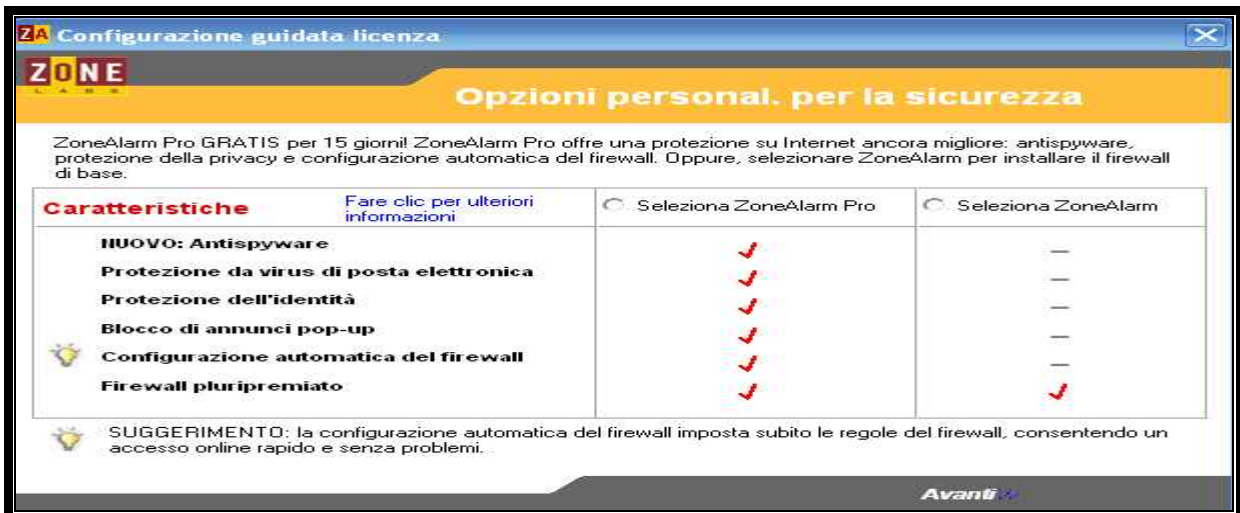 ZA Configurazione guidata licenza
ZONE
LABS
Opzioni personal. per la sicurezza
ZoneAlarm Pro GRATIS per 15 giorni! ZoneAlarm Pro offre una protezione su Internet ancora migliore: antispyware,
protezione della privacy e configurazione automatica del firewall. Oppure, selezionare ZoneAlarm per installare il firewall
di base.
Caratteristiche
Fare clic per ulteriori
informazioni
Seleziona ZoneAlarm Pro
Seleziona ZoneAlarm
NUOVO: Antispyware
Protezione da virus di posta elettronica
Protezione dell'identità
Blocco di annunci pop-up
Configurazione automatica del firewall
Firewall pluripremiato
SUGGERIMENTO: la configurazione automatica del firewall imposta subito le regole del firewall, consentendo un
accesso online rapido e senza problemi.
Avanti